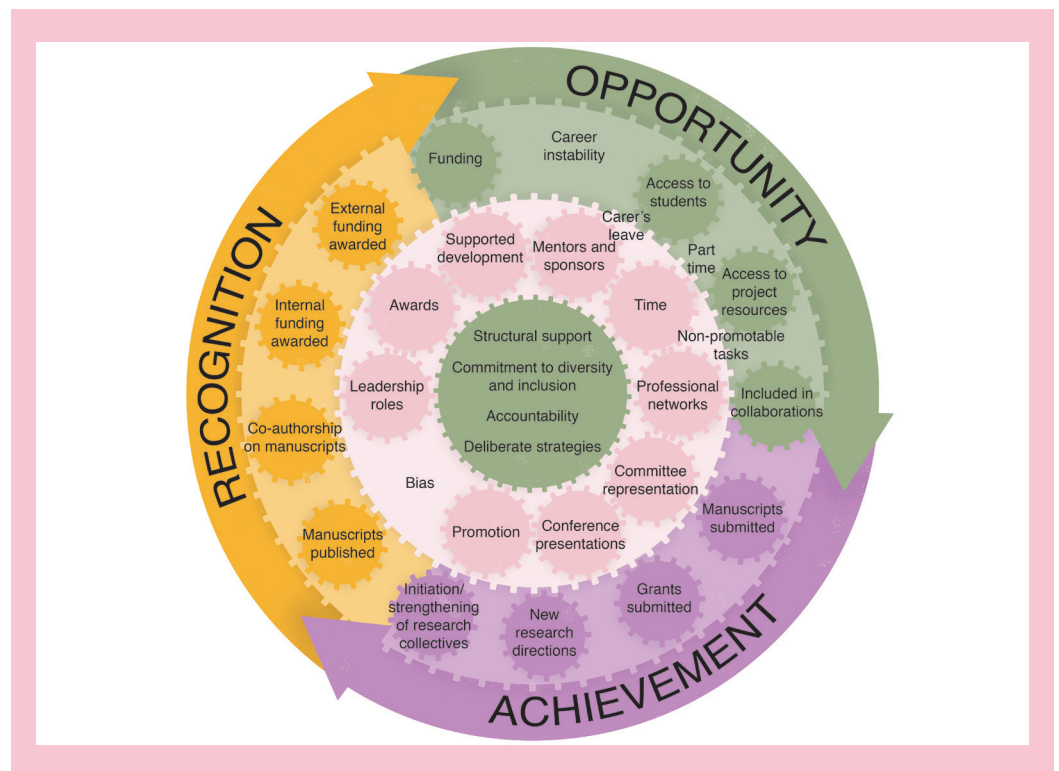 OPPORTUNITY
Funding
Career
instability
Access to
students
Carer's
leave
Part
time
Access to
project
resources
Non-promotable
tasks
Included in
collaborations
ACHIEVEMENT
Manuscripts
submitted
Grants
submitted
New
research
directions
Initiation/
strengthening
of research
collectives
RECOGNITION
Manuscripts
published
Co-authorship
on manuscripts
Internal
funding
awarded
External
funding
awarded
Supported
development
Mentors and
sponsors
Time
Professional
networks
Committee
representation
Conference
presentations
Promotion
Bias
Leadership
roles
Awards
Structural support
Commitment to diversity
and inclusion
Accountability
Deliberate strategies